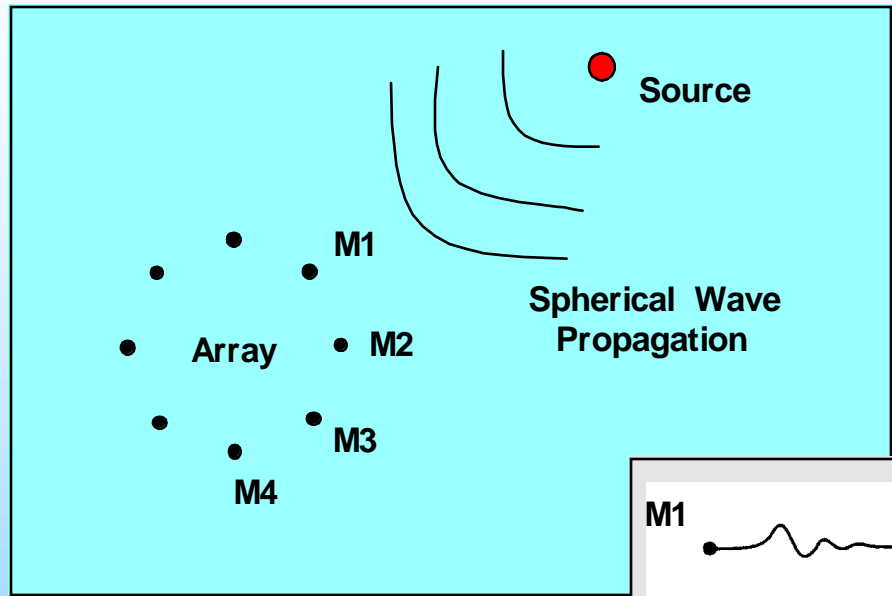 Source
M1
Spherical Wave
Propagation
Array
M2
M3
M4
M1